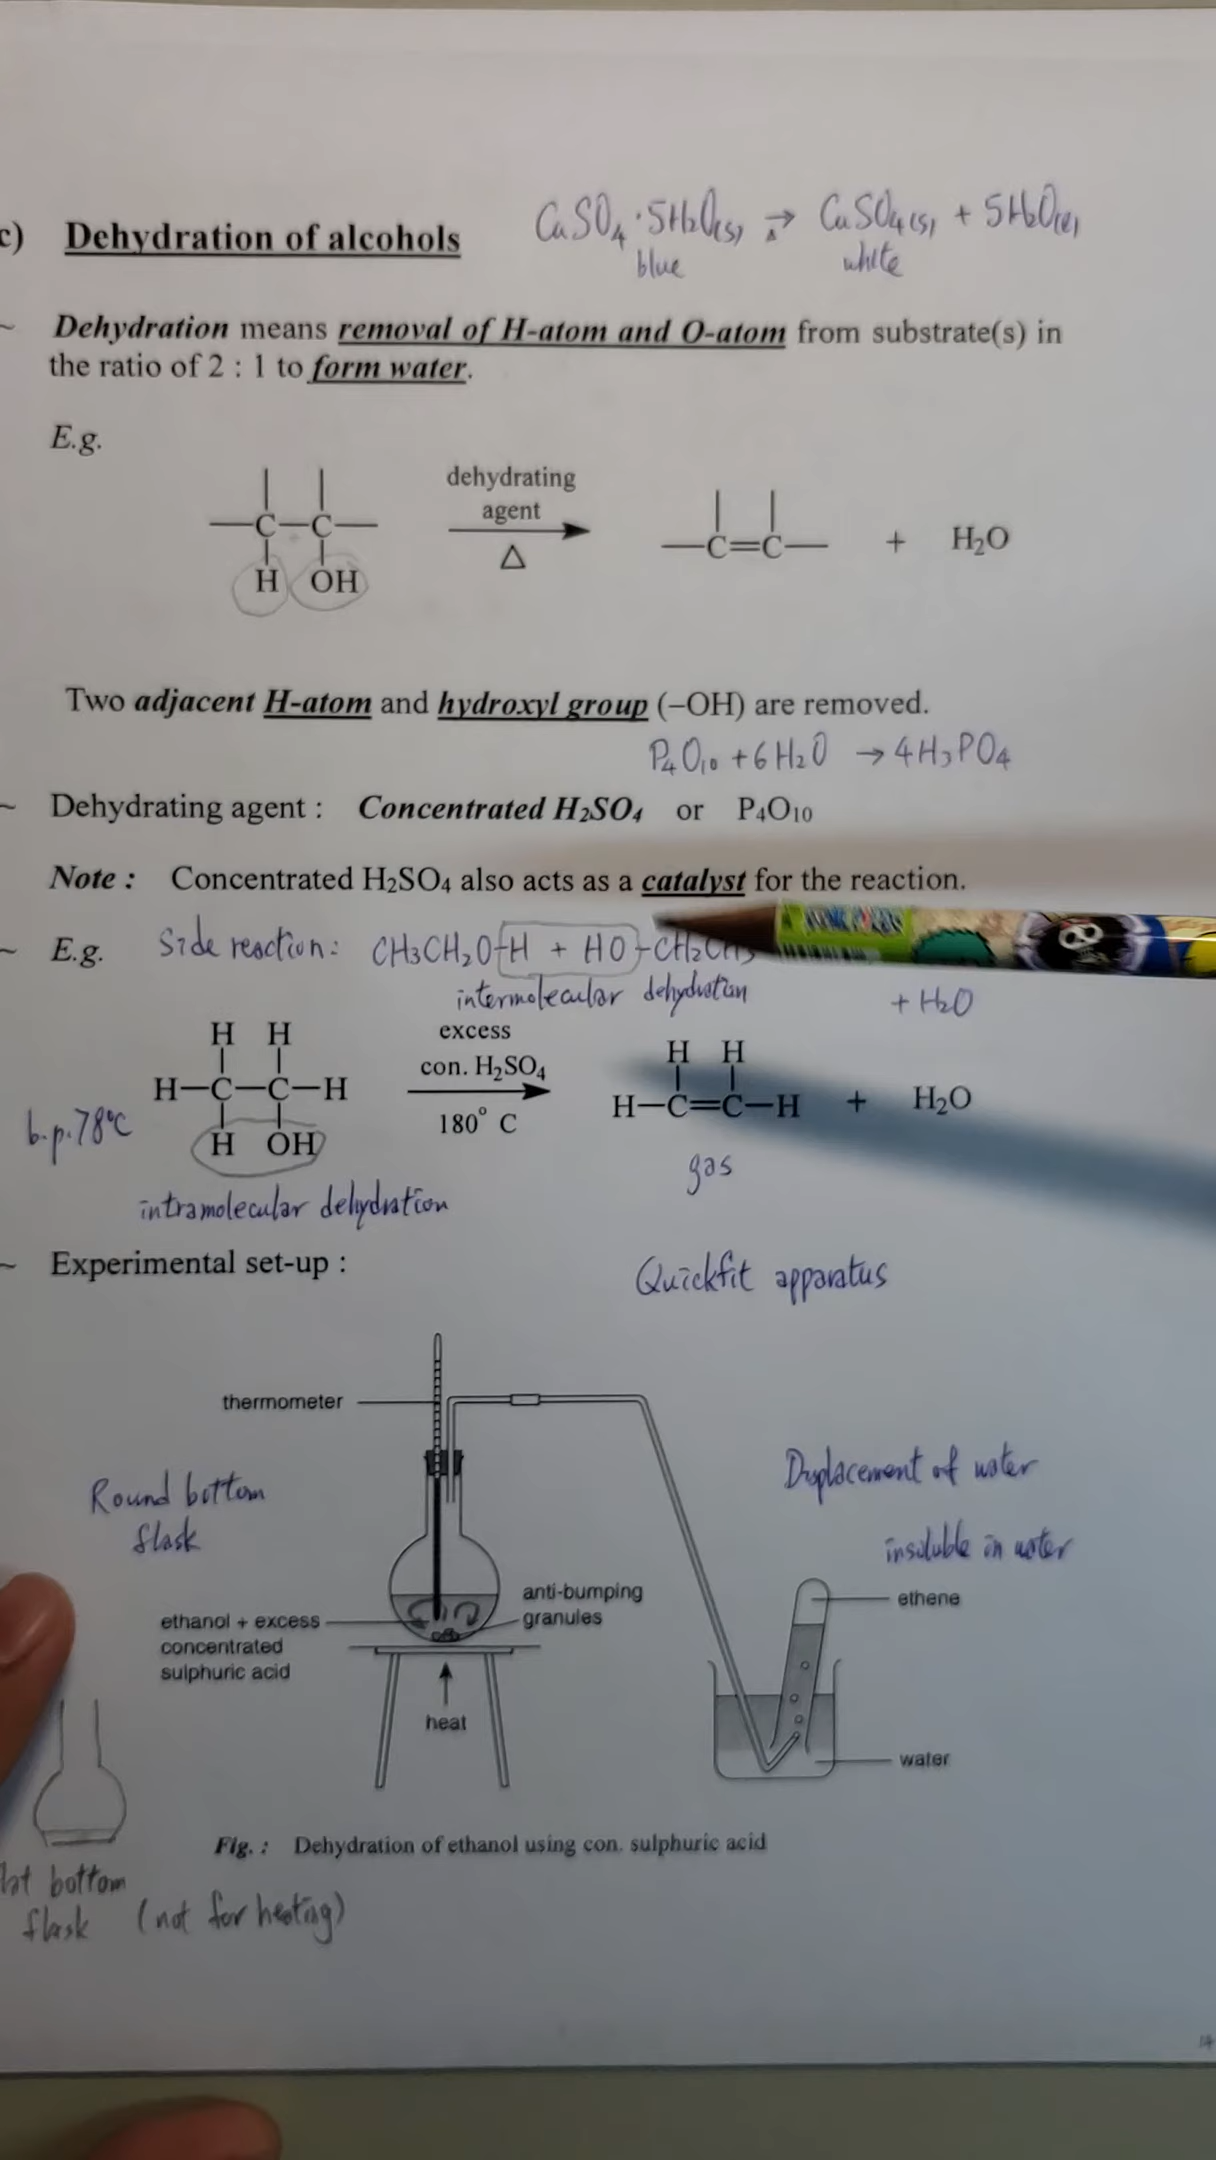 c) Dehydration of alcohols
CuSO4 · 5H2O(s) →Δ CuSO4(s) + 5H2O(l)
blue white
~ Dehydration means removal of H-atom and O-atom from substrate(s) in
the ratio of 2 : 1 to form water.
E.g.
dehydrating
agent
—C—C— —C=C— + H2O
Δ
H OH
Two adjacent H-atom and hydroxyl group (–OH) are removed.
P4O10 + 6H2O → 4H3PO4
~ Dehydrating agent : Concentrated H2SO4 or P4O10
Note : Concentrated H2SO4 also acts as a catalyst for the reaction.
~ E.g. Side reaction: CH3CH2O-H + HO-CH2CH3
intermolecular dehydration + H2O
H H excess H H
con. H2SO4
H—C—C—H H—C=C—H + H2O
180° C
b.p. 78°C H OH
gas
intramolecular dehydration
~ Experimental set-up : Quickfit apparatus
thermometer
Displacement of water
Round bottom
flask
insoluble in water
anti-bumping
granules
ethene
ethanol + excess
concentrated
sulphuric acid
heat
water
Fig. : Dehydration of ethanol using con. sulphuric acid
bottom
flask (not for heating)
14